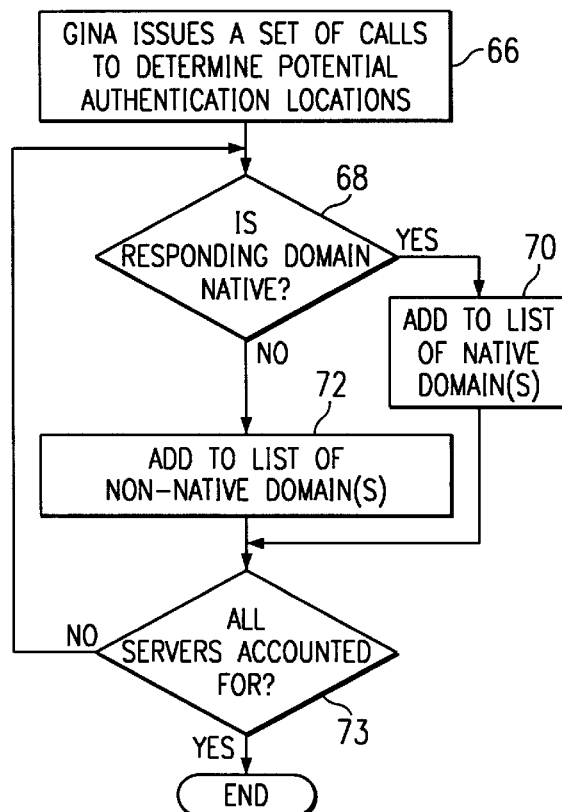 GINA ISSUES A SET OF CALLS
TO DETERMINE POTENTIAL
AUTHENTICATION LOCATIONS
66
68
IS
RESPONDING DOMAIN
NATIVE?
YES
70
ADD TO LIST
OF NATIVE
DOMAIN(S)
NO
72
ADD TO LIST OF
NON-NATIVE DOMAIN(S)
NO
ALL
SERVERS ACCOUNTED
FOR?
73
YES
END